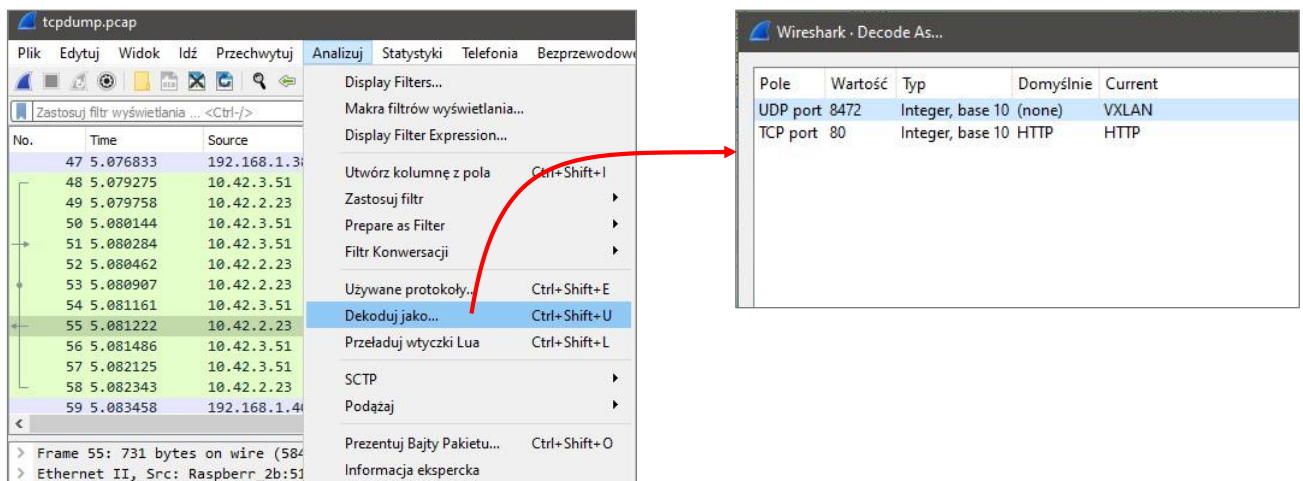 tcpdump.pcap
Plik Edytuj Widok Idź Przechwytuj Analizuj Statystyki Telefonia
Zastosuj filtr wyświetlania ... <Ctrl-/>
No. Time Source
47 5.076833
48 5.079275 10.42.3.51
49 5.079758 10.42.2.23
50 5.080144 10.42.3.51
51 5.080284 10.42.3.51
52 5.080462 10.42.2.23
53 5.080907 10.42.2.23
54 5.081161 10.42.3.51
55 5.081222 10.42.2.23
56 5.081486 10.42.3.51
57 5.082125 10.42.3.51
58 5.082343 10.42.2.23
59 5.083458
Frame 55: 731 bytes on wire (584
Ethernet II, Src: Raspberr_2b:51
Display Filters...
Makra filtrów wyświetlania...
Display Filter Expression...
Utwórz kolumnę z pola Ctrl+Shift+I
Zastosuj filtr
Prepare as Filter
Filtr Konwersacji
Używane protokoły... Ctrl+Shift+E
Dekoduj jako... Ctrl+Shift+U
Przeładuj wtyczki Lua Ctrl+Shift+L
SCTP
Podążaj
Prezentuj Bajty Pakietu... Ctrl+Shift+O
Informacja ekspercka
Wireshark · Decode As...
Pole Wartość Typ Domyślnie Current
UDP port 8472 Integer, base 10 (none) VXLAN
TCP port 80 Integer, base 10 HTTP HTTP